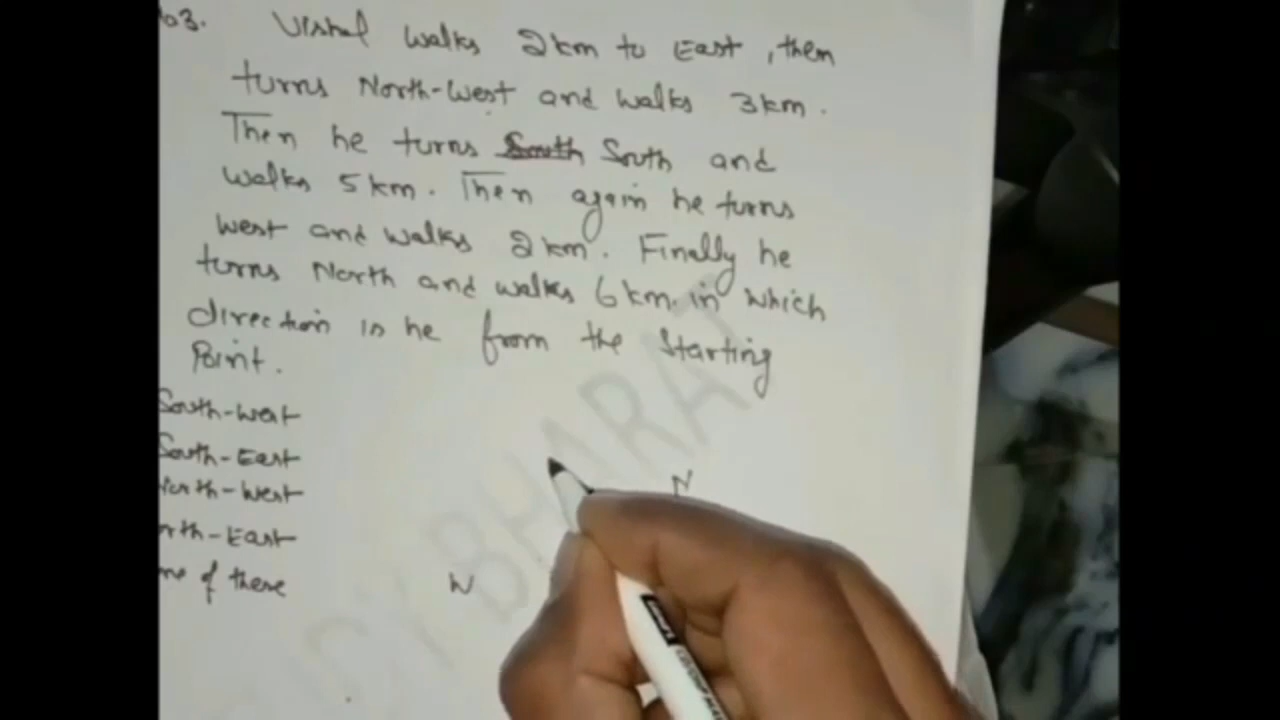 63. Vishal walks 2km to East, then
turns North-West and walks 3km.
Then he turns South South and
walks 5km. Then again he turns
West and walks 2km. Finally he
turns North and walks 6km. in which
direction is he from the starting
Point.
South-West
South-East
North-West
rth-East
ne of these
N
W
BHARAT